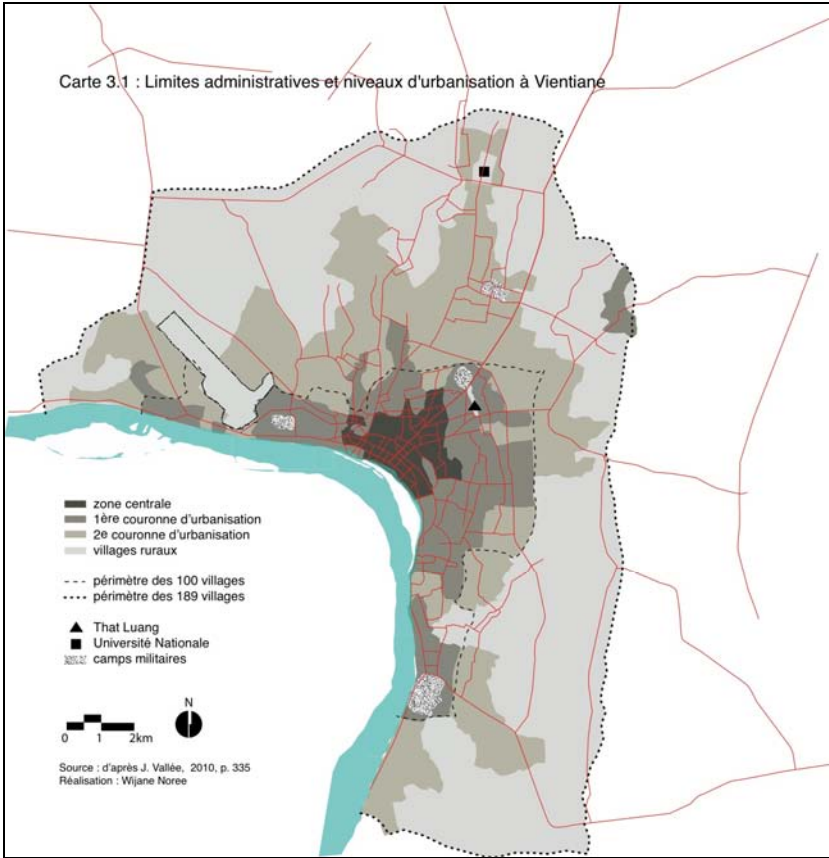 Carte 3.1 : Limites administratives et niveaux d'urbanisation à Vientiane
zone centrale
1ère couronne d'urbanisation
2e couronne d'urbanisation
villages ruraux
périmètre des 100 villages
périmètre des 189 villages
That Luang
Université Nationale
camps militaires
N
0 1 2km
Source : d'après J. Vallée, 2010, p. 335
Réalisation : Wijane Noree